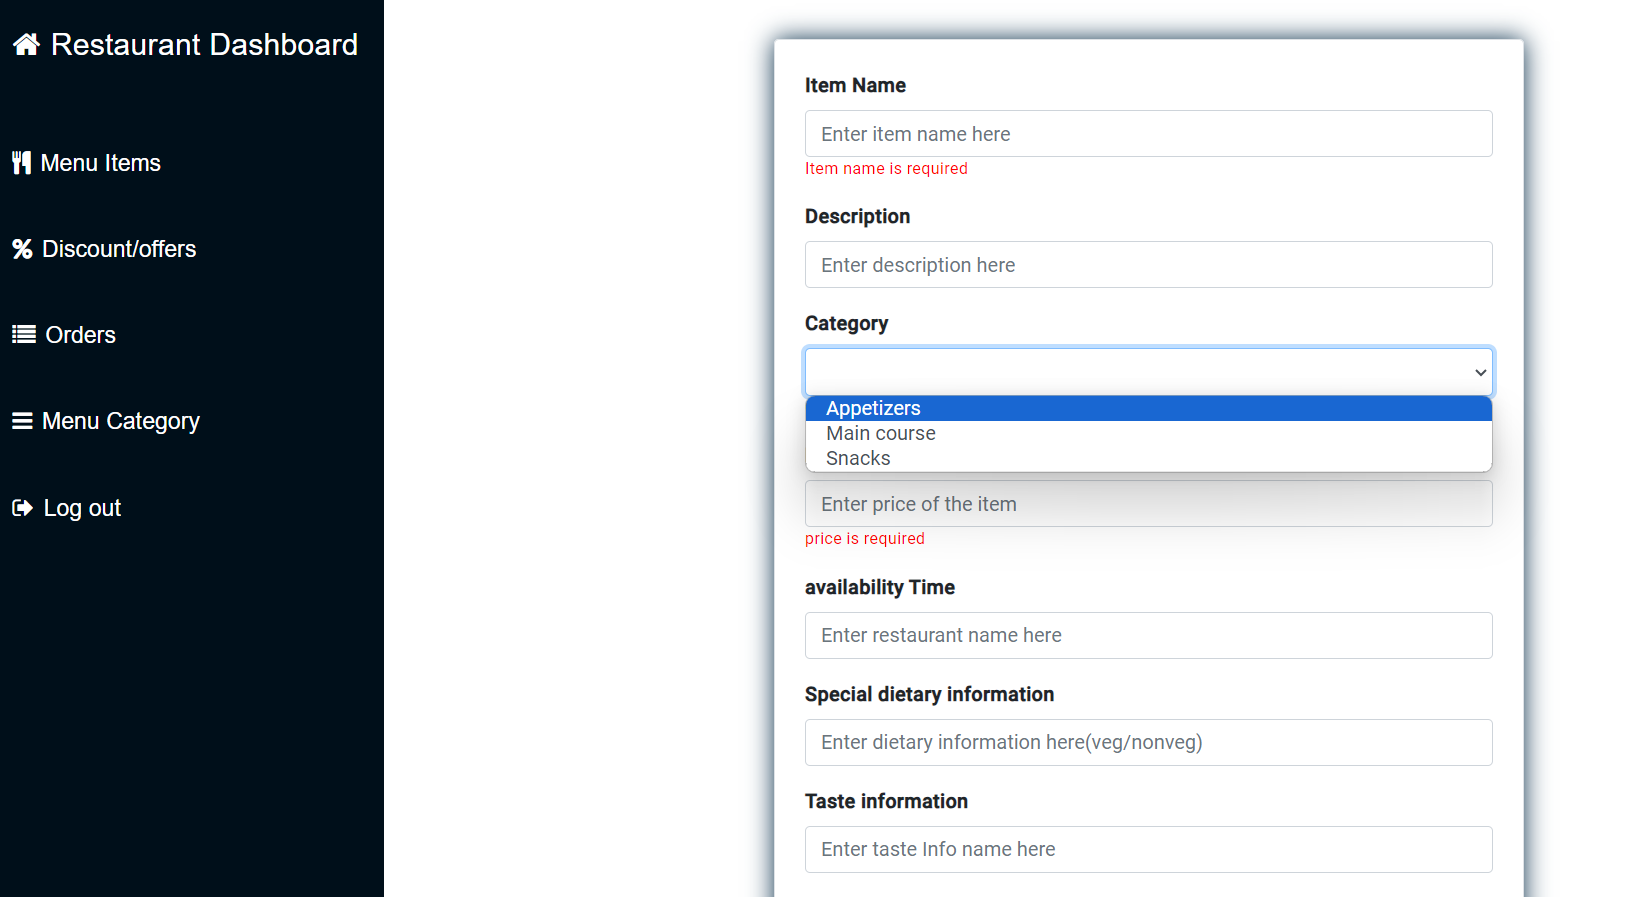 Restaurant Dashboard
Menu Items
Discount/offers
Orders
Menu Category
Log out
Item Name
Enter item name here
Item name is required
Description
Enter description here
Category
Appetizers
Main course
Snacks
Enter price of the item
price is required
availability Time
Enter restaurant name here
Special dietary information
Enter dietary information here(veg/nonveg)
Taste information
Enter taste Info name here